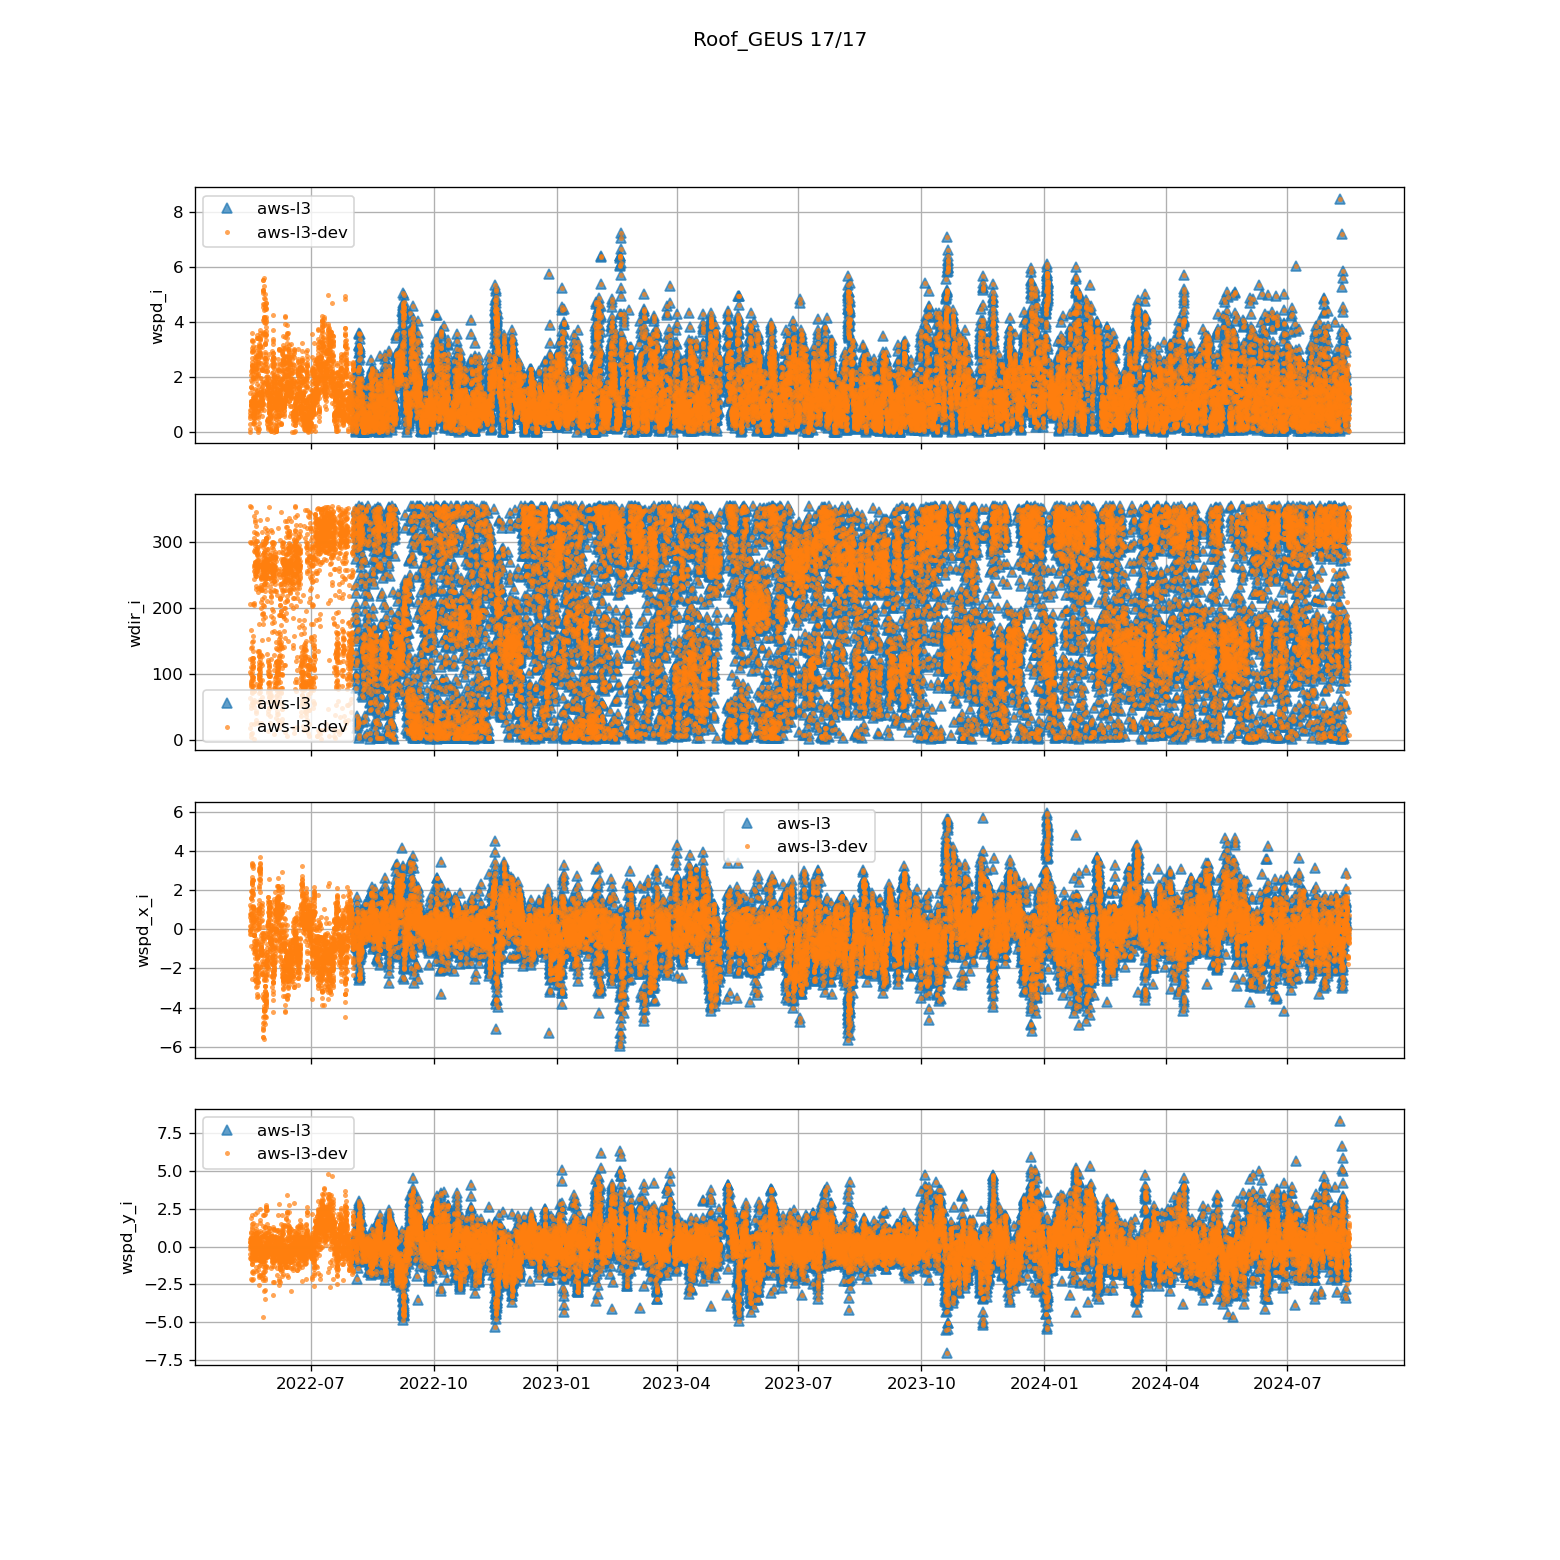 Roof_GEUS 17/17
aws-l3
aws-l3-dev
8
6
4
2
0
wspd_i
aws-l3
aws-l3-dev
300
200
100
0
wdir_i
aws-l3
aws-l3-dev
6
4
2
0
−2
−4
−6
wspd_x_i
aws-l3
aws-l3-dev
7.5
5.0
2.5
0.0
−2.5
−5.0
−7.5
wspd_y_i
2022-07 2022-10 2023-01 2023-04 2023-07 2023-10 2024-01 2024-04 2024-07